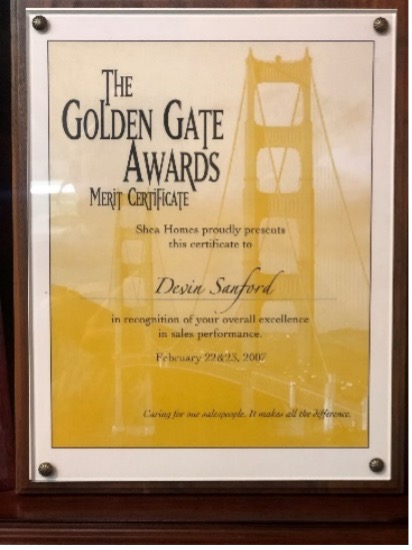 THE
GOLDEN GATE
AWARDS
MERIT CERTIFICATE
Shea Homes proudly presents
this certificate to
Devin Sanford
in recognition of your overall excellence
in sales performance.
February 22&23, 2007
Caring for our salespeople. It makes all the difference.